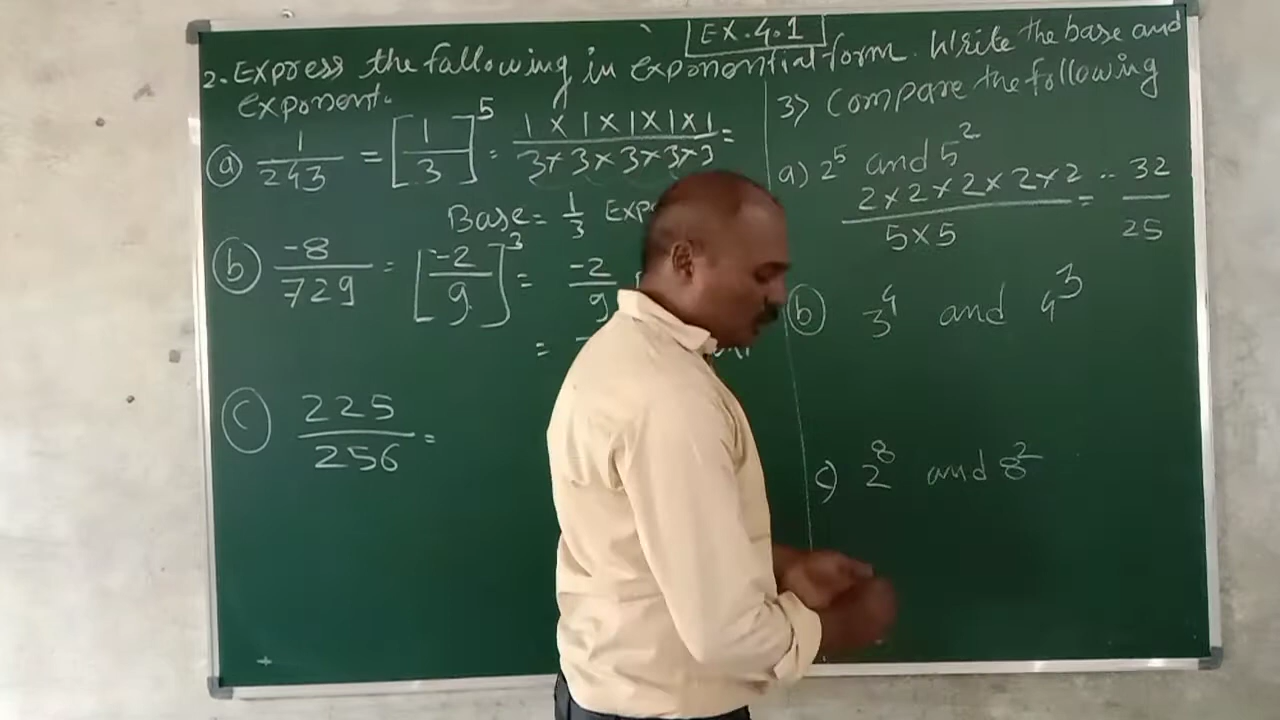 EX.4.1
2. Express the following in exponential form. Write the base and
exponent.
a) 1/243 = [1/3]^5 = 1×1×1×1×1 / 3×3×3×3×3 =
Base = 1/3
b) -8/729 = [-2/9]^3 = -2/9
=
c) 225/256 =
3) Compare the following
a) 2^5 and 5^2
2×2×2×2×2 / 5×5 = 32/25
b) 3^4 and 4^3
c) 2^8 and 8^2